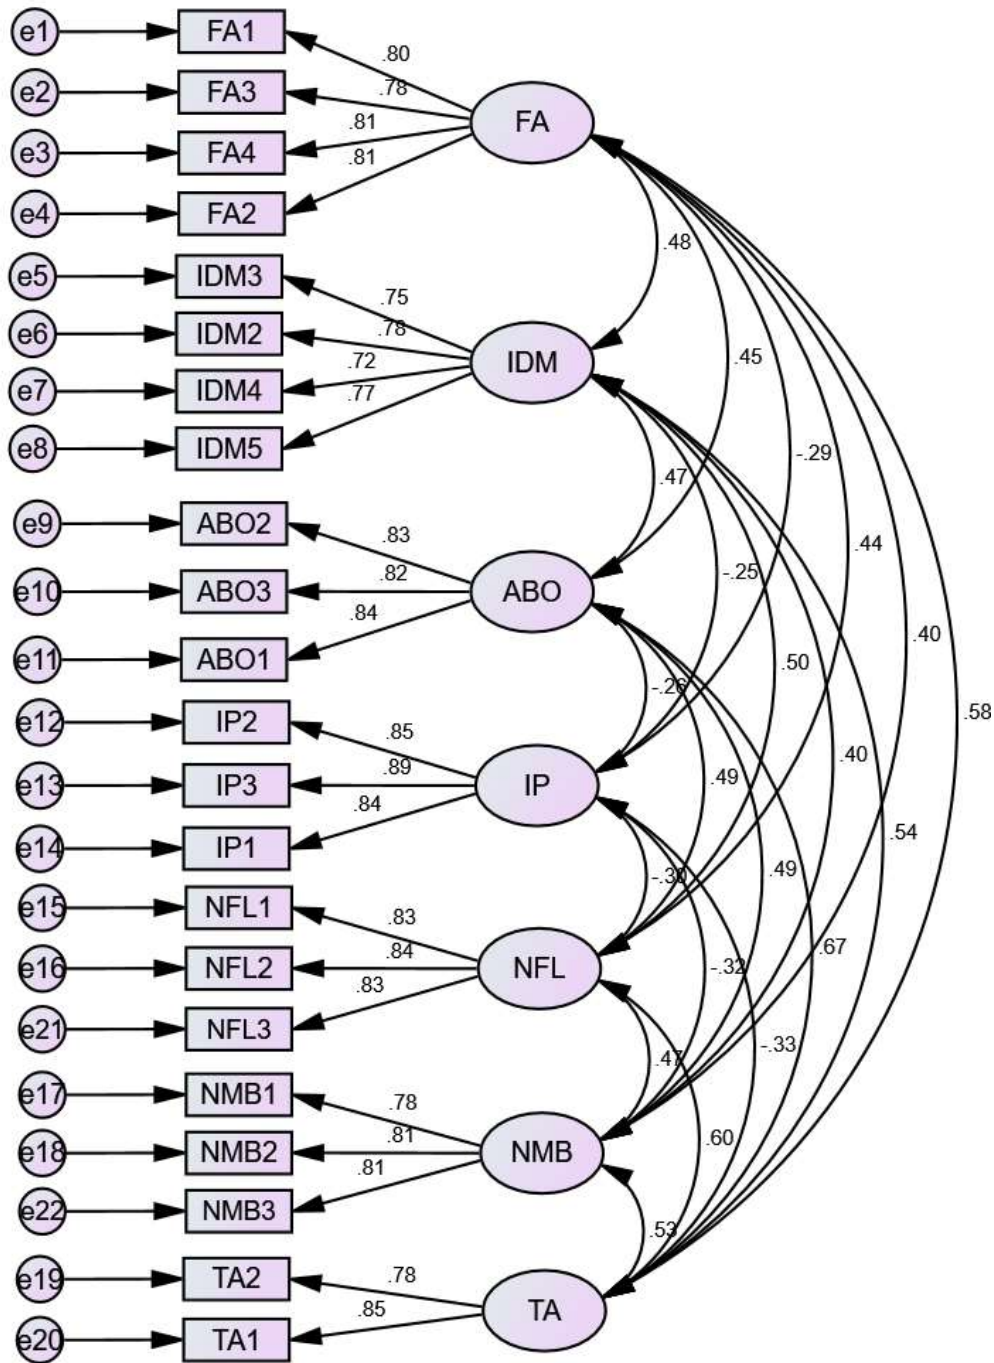 e1 FA1
.80
e2 FA3
.78
FA
e3 FA4
.81
e4 FA2
.81
.48
e5 IDM3
.75
e6 IDM2
.78
IDM
.45
e7 IDM4
.72
e8 IDM5
.77
.47
-.29
e9 ABO2
.83
.44
-.25
e10 ABO3
.82
ABO
e11 ABO1
.84
.40
.50
-.26
e12 IP2
.85
.58
.40
e13 IP3
.89
IP
.49
e14 IP1
.84
.54
.49
-.30
e15 NFL1
.83
.67
e16 NFL2
.84
NFL
-.32
e21 NFL3
.83
-.33
.47
e17 NMB1
.78
.60
e18 NMB2
.81
NMB
e22 NMB3
.81
.53
e19 TA2
.78
TA
e20 TA1
.85